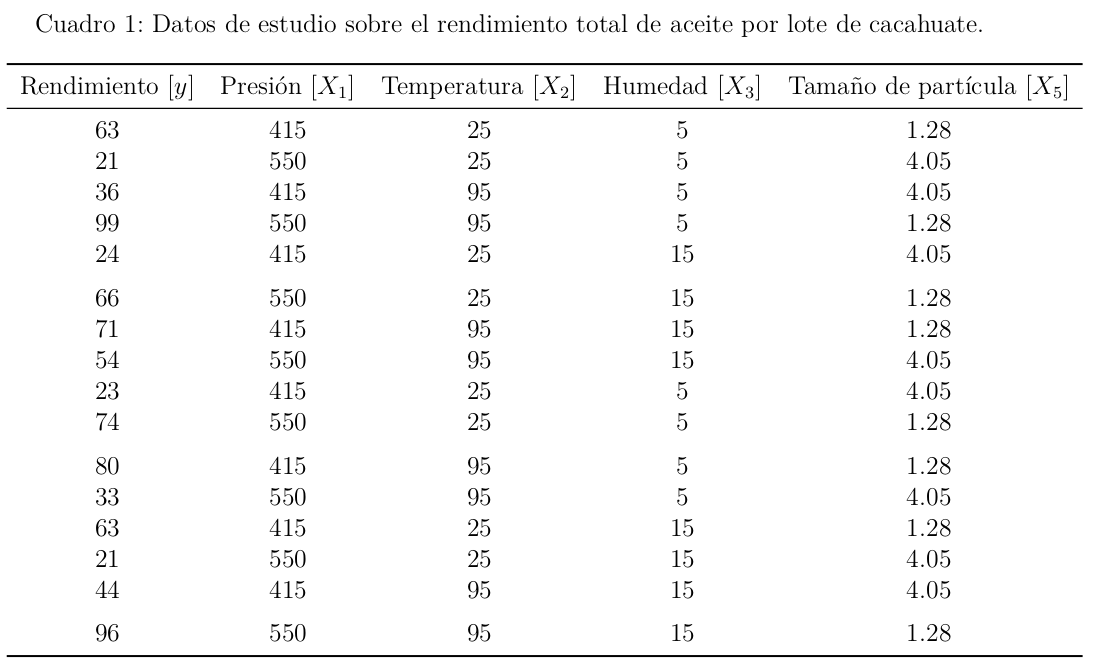 Cuadro 1: Datos de estudio sobre el rendimiento total de aceite por lote de cacahuate.
Rendimiento [y] Presión [X1] Temperatura [X2] Humedad [X3] Tamaño de partícula [X5]
63 415 25 5 1.28
21 550 25 5 4.05
36 415 95 5 4.05
99 550 95 5 1.28
24 415 25 15 4.05
66 550 25 15 1.28
71 415 95 15 1.28
54 550 95 15 4.05
23 415 25 5 4.05
74 550 25 5 1.28
80 415 95 5 1.28
33 550 95 5 4.05
63 415 25 15 1.28
21 550 25 15 4.05
44 415 95 15 4.05
96 550 95 15 1.28